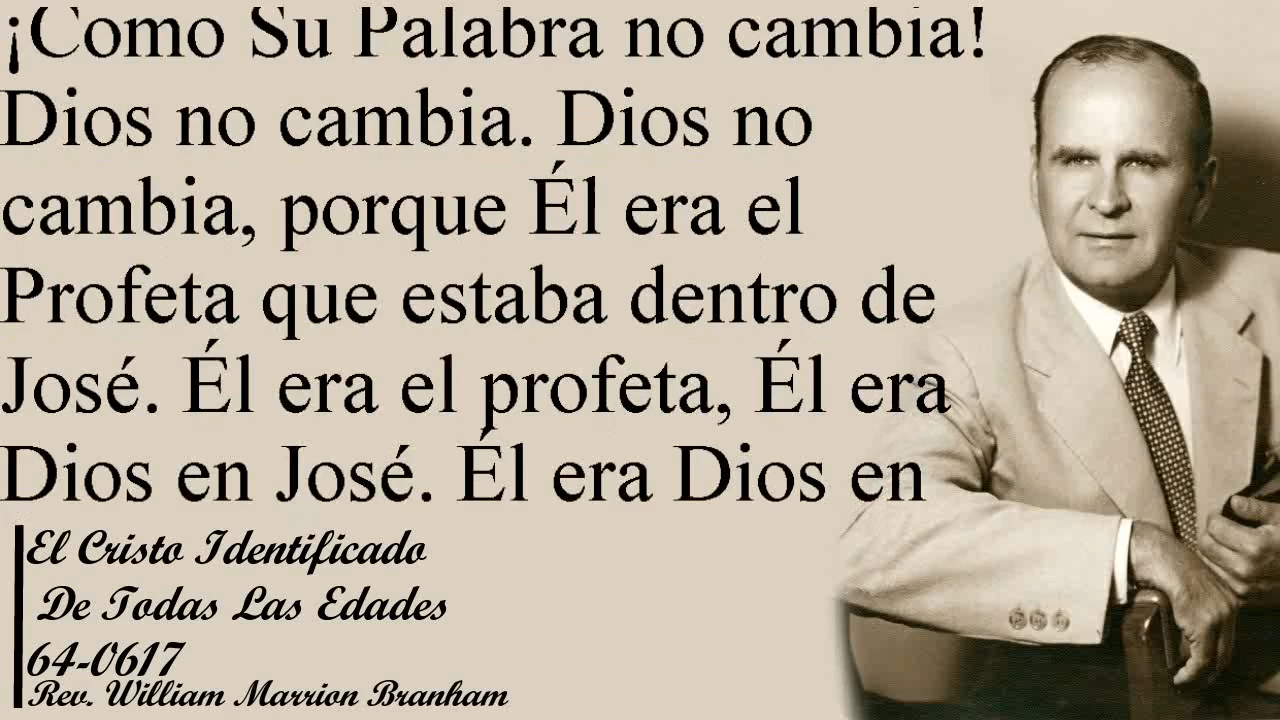 ¡Como Su Palabra no cambia!
Dios no cambia. Dios no
cambia, porque Él era el
Profeta que estaba dentro de
José. Él era el profeta, Él era
Dios en José. Él era Dios en
El Cristo Identificado
De Todas Las Edades
64-0617
Rev. William Marrion Branham